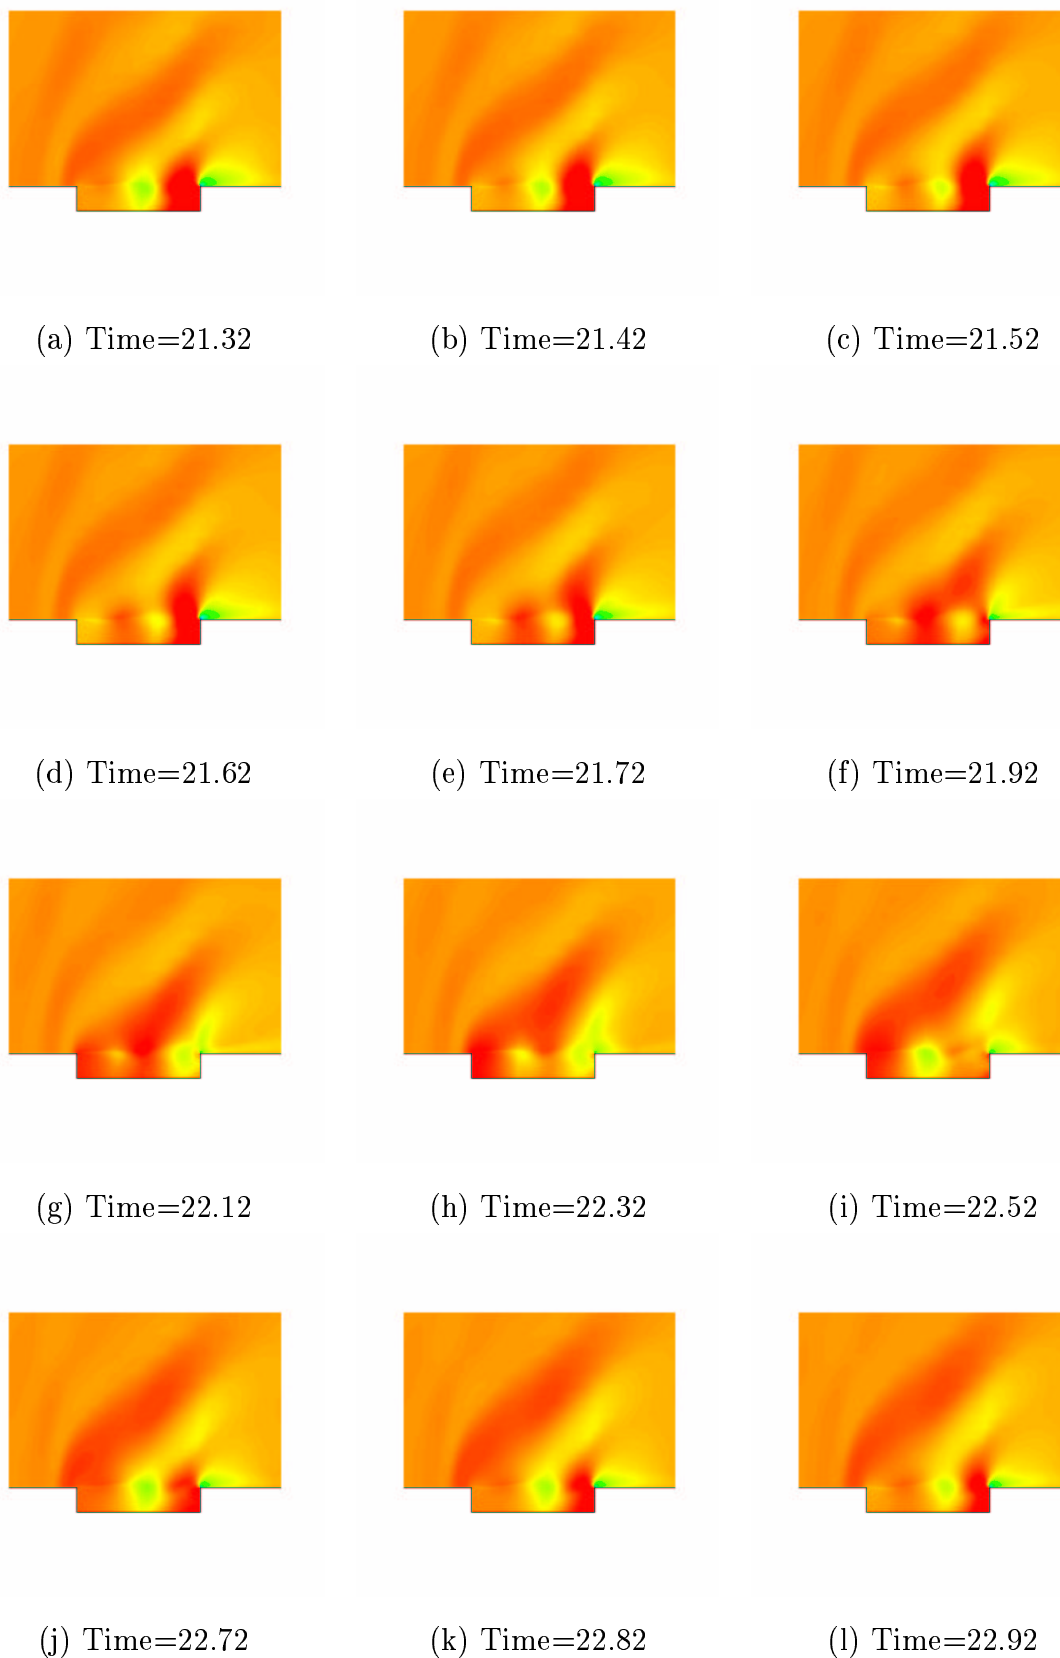 (a) Time=21.32
(b) Time=21.42
(c) Time=21.52
(d) Time=21.62
(e) Time=21.72
(f) Time=21.92
(g) Time=22.12
(h) Time=22.32
(i) Time=22.52
(j) Time=22.72
(k) Time=22.82
(l) Time=22.92